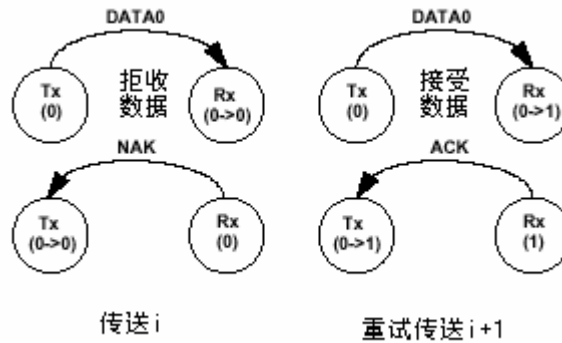 DATA0
Tx
(0)
拒收
数据
Rx
(0->0)
NAK
Tx
(0->0)
Rx
(0)
传送i
DATA0
Tx
(0)
接受
数据
Rx
(0->1)
ACK
Tx
(0->1)
Rx
(1)
重试传送i+1